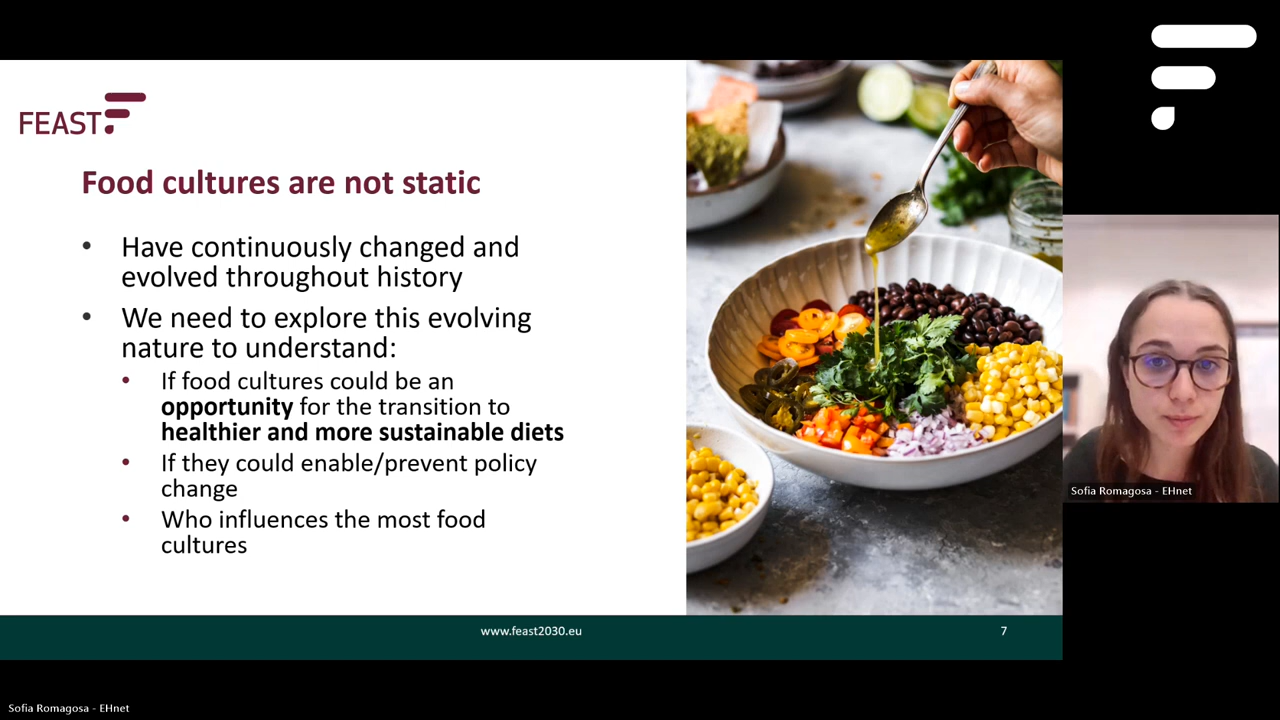 FEAST
Food cultures are not static
• Have continuously changed and
evolved throughout history
• We need to explore this evolving
nature to understand:
• If food cultures could be an
opportunity for the transition to
healthier and more sustainable diets
• If they could enable/prevent policy
change
• Who influences the most food
cultures
www.feast2030.eu
7
Sofia Romagosa - EHnet
Sofia Romagosa - EHnet